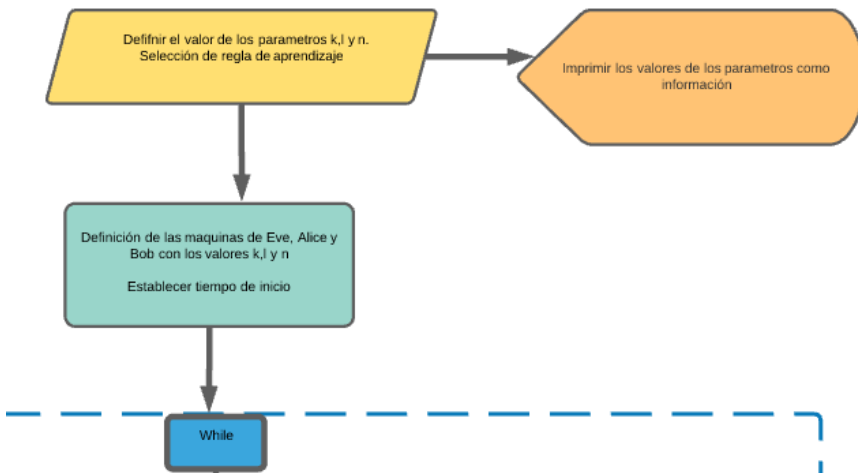 Defifnir el valor de los parametros k,l y n.
Selección de regla de aprendizaje
Imprimir los valores de los parametros como
información
Definición de las maquinas de Eve, Alice y
Bob con los valores k,l y n
Establecer tiempo de inicio
While